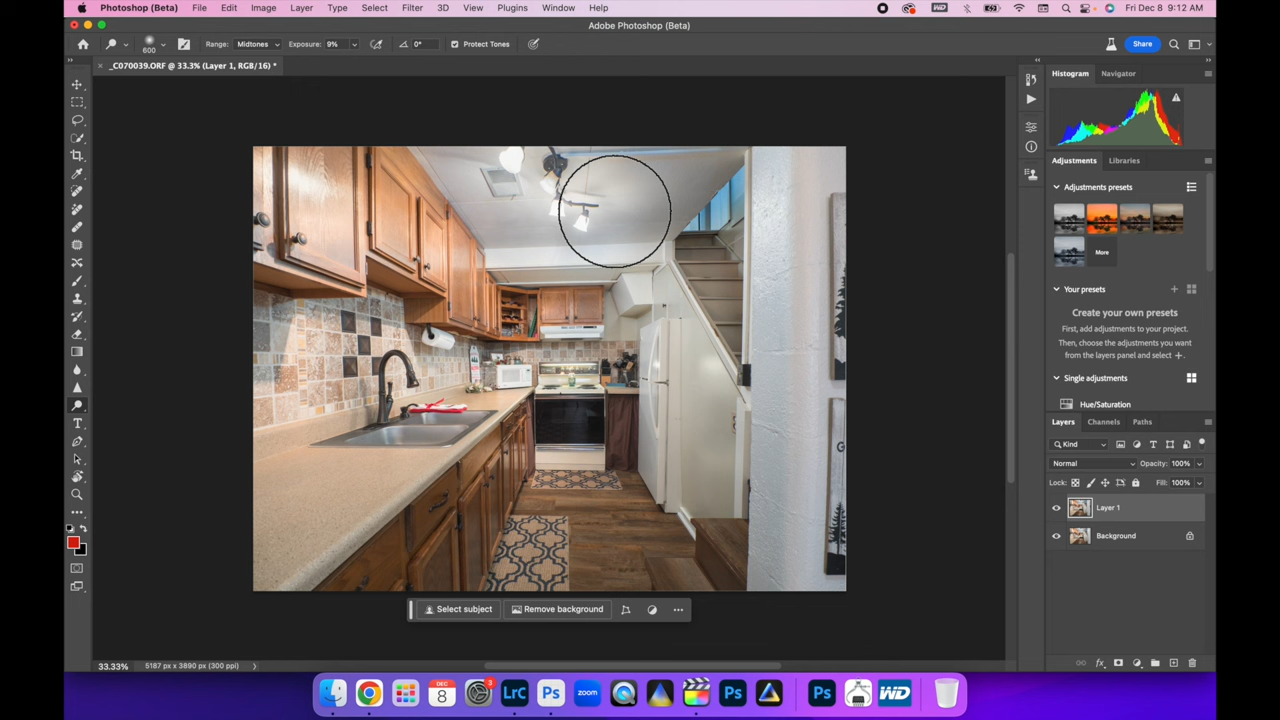 Photoshop (Beta) File Edit Image Layer Type Select Filter 3D View Plugins Window Help
WD Fri Dec 8 9:12 AM
Adobe Photoshop (Beta)
600 Range: Midtones Exposure: 9% 0° Protect Tones Share
_C070039.ORF @ 33.3% (Layer 1, RGB/16) *
Histogram Navigator
Adjustments Libraries
Adjustments presets
More
Your presets
Create your own presets
First, add adjustments to your project.
Then, choose the adjustments you
want from the layers panel and select +.
Single adjustments
Hue/Saturation
Layers Channels Paths
Kind
Normal Opacity: 100%
Lock: Fill: 100%
Layer 1
Background
Select subject Remove background
33.33% 5187 px x 3890 px (300 ppi)
DEC
8
3
LrC
Ps
zoom
Ps
Ps
WD